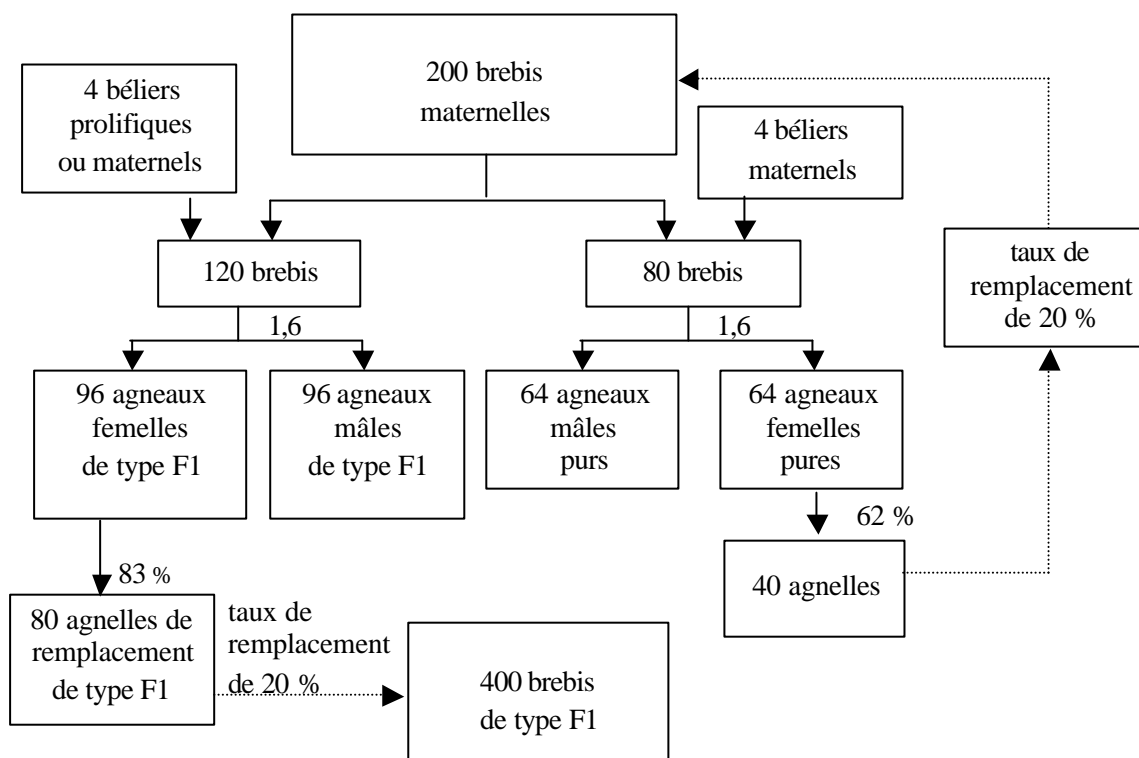 200 brebis
maternelles
4 béliers
prolifiques
ou maternels
4 béliers
maternels
120 brebis
80 brebis
taux de
remplacement
de 20 %
1,6
1,6
96 agneaux
femelles
de type F1
96 agneaux
mâles
de type F1
64 agneaux
mâles
purs
64 agneaux
femelles
pures
62 %
40 agnelles
83 %
80 agnelles de
remplacement
de type F1
taux de
remplacement
de 20 %
400 brebis
de type F1